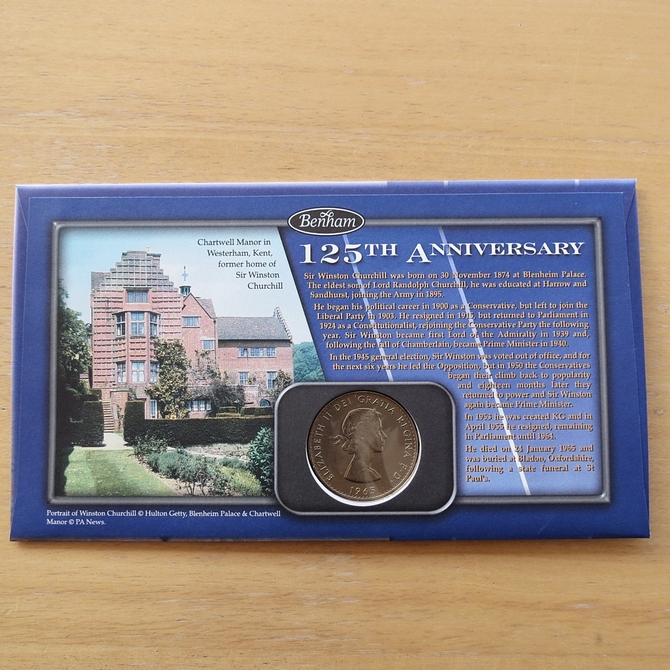 Benham
125TH ANNIVERSARY
Chartwell Manor in
Westerham, Kent,
former home of
Sir Winston
Churchill
Sir Winston Churchill was born on 30 November 1874 at Blenheim Palace.
The eldest son of Lord Randolph Churchill, he was educated at Harrow and
Sandhurst, joining the Army in 1895.
He began his political career in 1900 as a Conservative, but left to join the
Liberal Party in 1903. He resigned in 1915, but returned to Parliament in
1924 as a Constitutionalist, rejoining the Conservative Party the following
year. Sir Winston became first Lord of the Admiralty in 1939 and,
following the fall of Chamberlain, became Prime Minister in 1940.
In the 1945 general election, Sir Winston was voted out of office, and for
the next six years he led the Opposition, but in 1950 the Conservatives
began their climb back to popularity
and eighteen months later they
returned to power and Sir Winston
again became Prime Minister.
In 1953 he was created KG and in
April 1955 he resigned, remaining
in Parliament until 1964.
He died on 24 January 1965 and
was buried at Bladon, Oxfordshire,
following a state funeral at St
Paul's.
ELIZABETH II DEI GRATIA REGINA F.D.
1965
Portrait of Winston Churchill © Hulton Getty, Blenheim Palace & Chartwell
Manor © PA News.